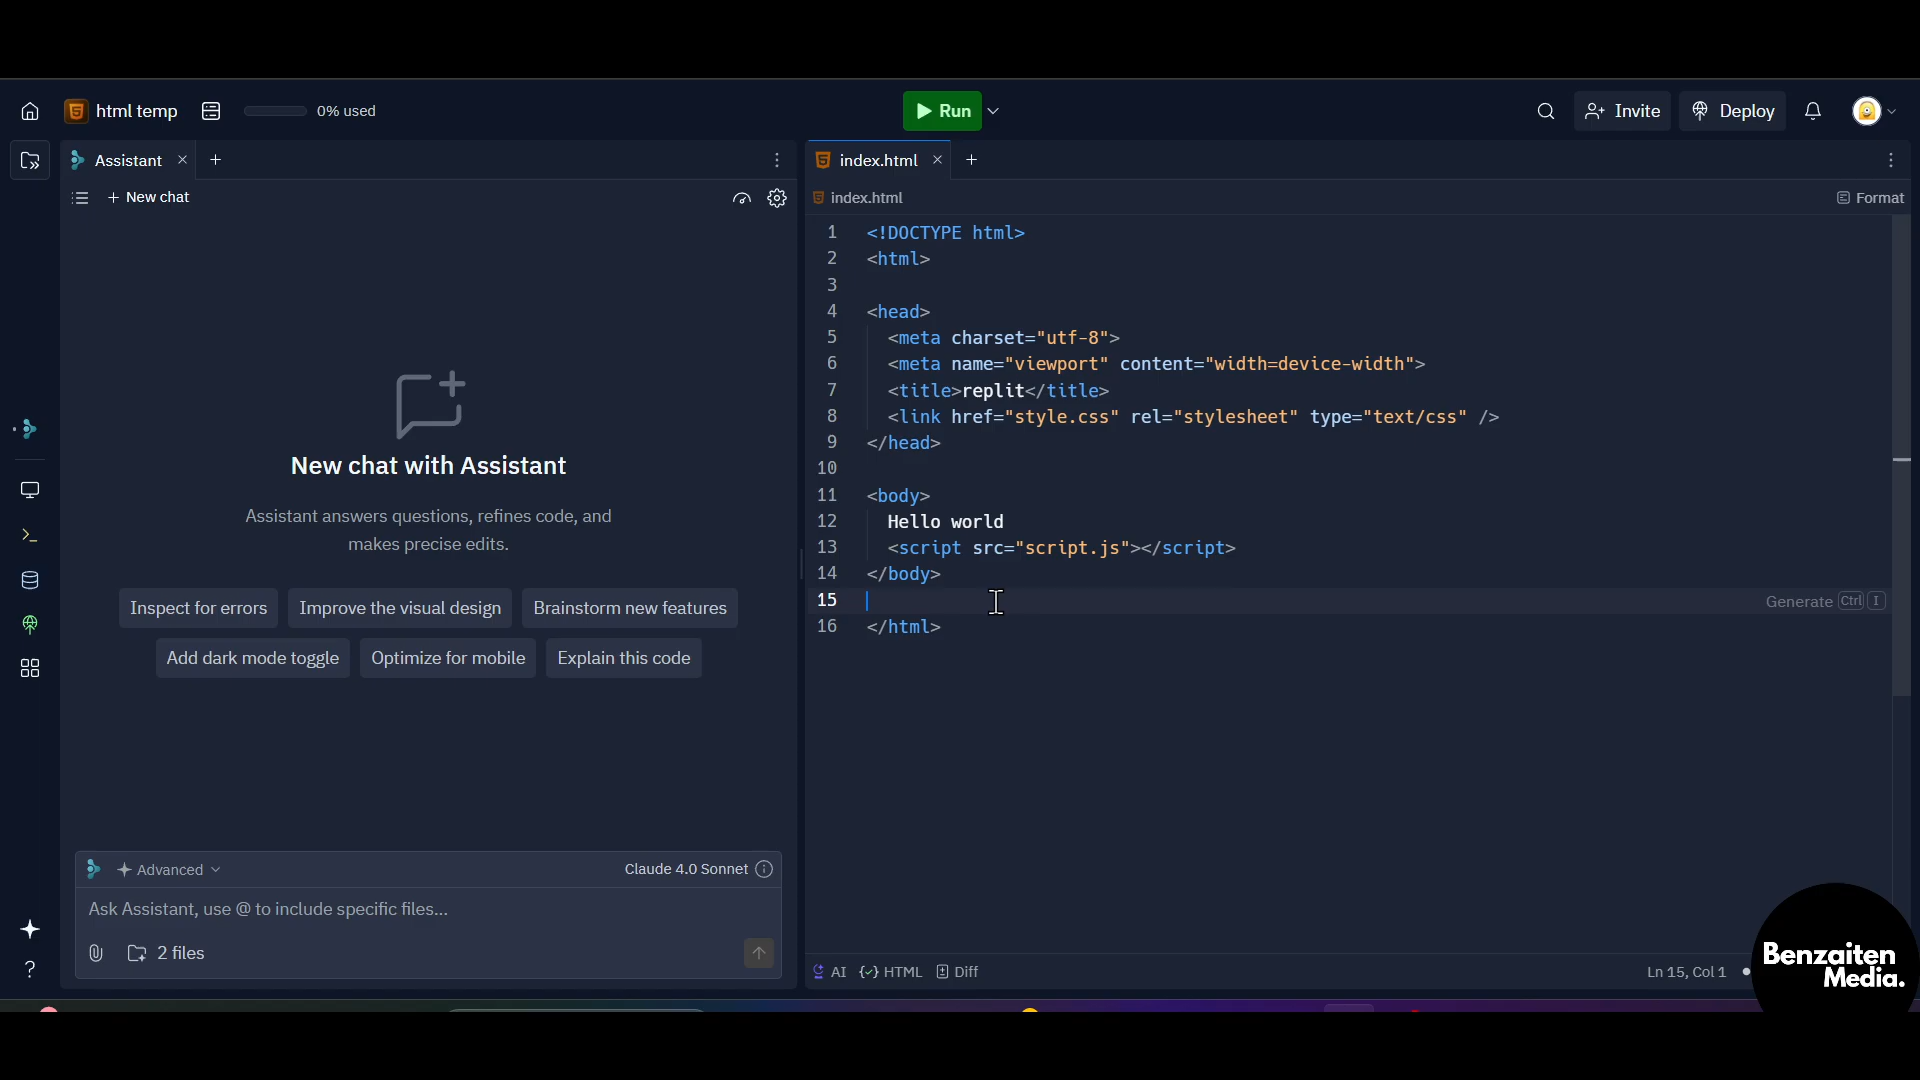 html temp
0% used
Run
Invite
Deploy
Assistant
New chat
New chat with Assistant
Assistant answers questions, refines code, and
makes precise edits.
Inspect for errors
Improve the visual design
Brainstorm new features
Add dark mode toggle
Optimize for mobile
Explain this code
Advanced
Claude 4.0 Sonnet
Ask Assistant, use @ to include specific files...
2 files
index.html
index.html
Format
1 <!DOCTYPE html>
2 <html>
3
4 <head>
5 <meta charset="utf-8">
6 <meta name="viewport" content="width=device-width">
7 <title>replit</title>
8 <link href="style.css" rel="stylesheet" type="text/css" />
9 </head>
10
11 <body>
12 Hello world
13 <script src="script.js"></script>
14 </body>
15 Generate Ctrl I
16 </html>
AI
HTML
Diff
Ln 15, Col 1
Benzaiten
Media.